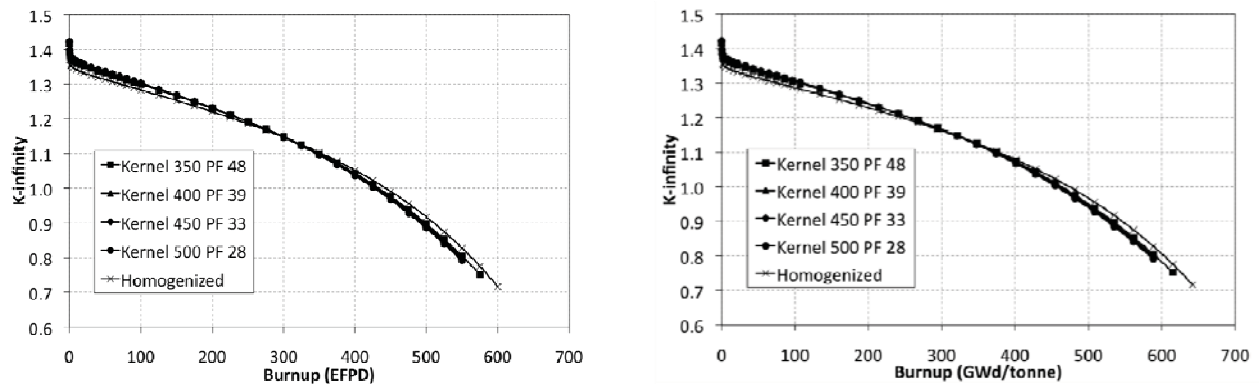 1.5
1.4
1.3
1.2
1.1
1.0
0.9
0.8
0.7
0.6
K-infinity
Kernel 350 PF 48
Kernel 400 PF 39
Kernel 450 PF 33
Kernel 500 PF 28
Homogenized
0 100 200 300 400 500 600 700
Burnup (EFPD)
1.5
1.4
1.3
1.2
1.1
1.0
0.9
0.8
0.7
0.6
K-infinity
Kernel 350 PF 48
Kernel 400 PF 39
Kernel 450 PF 33
Kernel 500 PF 28
Homogenized
0 100 200 300 400 500 600 700
Burnup (GWd/tonne)